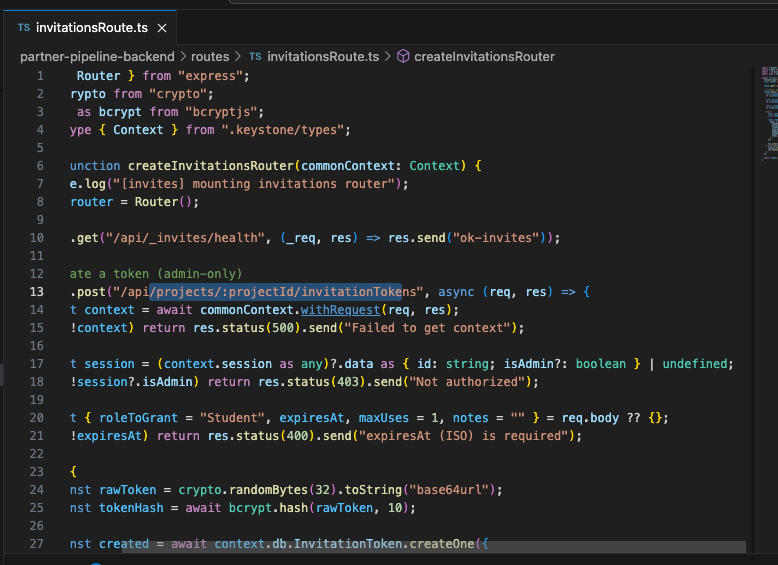 TS invitationsRoute.ts ×
partner-pipeline-backend > routes > TS invitationsRoute.ts > createInvitationsRouter
1 Router } from "express";
2 rypto from "crypto";
3 as bcrypt from "bcryptjs";
4 ype { Context } from ".keystone/types";
5
6 unction createInvitationsRouter(commonContext: Context) {
7 e.log("[invites] mounting invitations router");
8 router = Router();
9
10 .get("/api/_invites/health", (_req, res) => res.send("ok-invites"));
11
12 ate a token (admin-only)
13 .post("/api/projects/:projectId/invitationTokens", async (req, res) => {
14 t context = await commonContext.withRequest(req, res);
15 !context) return res.status(500).send("Failed to get context");
16
17 t session = (context.session as any)?.data as { id: string; isAdmin?: boolean } | undefined;
18 !session?.isAdmin) return res.status(403).send("Not authorized");
19
20 t { roleToGrant = "Student", expiresAt, maxUses = 1, notes = "" } = req.body ?? {};
21 !expiresAt) return res.status(400).send("expiresAt (ISO) is required");
22
23 {
24 nst rawToken = crypto.randomBytes(32).toString("base64url");
25 nst tokenHash = await bcrypt.hash(rawToken, 10);
26
27 nst created = await context.db.InvitationToken.createOne({